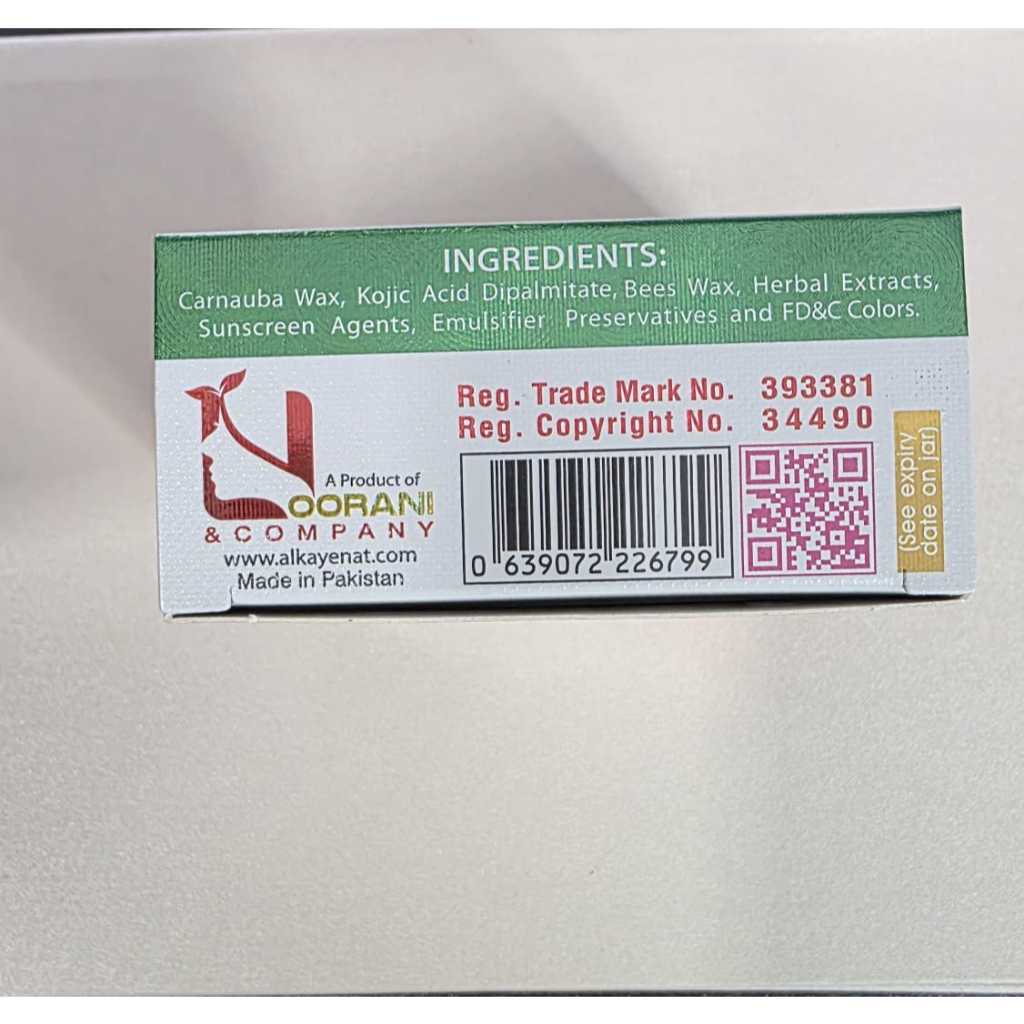 INGREDIENTS:
Carnauba Wax, Kojic Acid Dipalmitate, Bees Wax, Herbal Extracts,
Sunscreen Agents, Emulsifier Preservatives and FD&C Colors.
A Product of
NOORANI
& COMPANY
www.alkayenat.com
Made in Pakistan
Reg. Trade Mark No. 393381
Reg. Copyright No. 34490
0 639072 226799
(See expiry
date on jar)